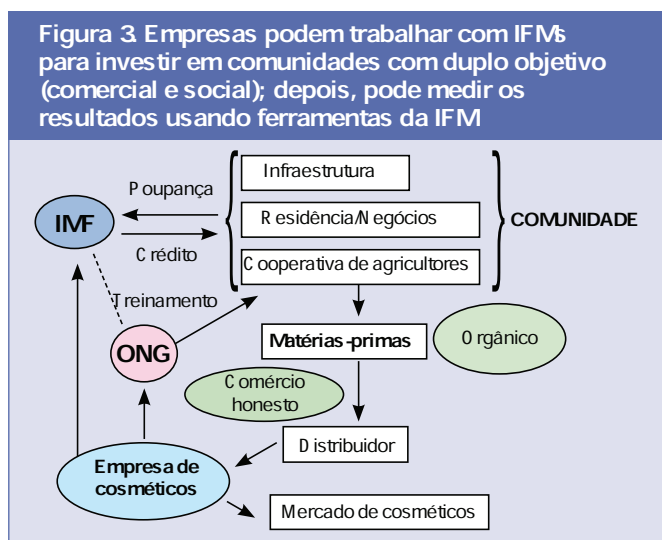 Figura 3. Empresas podem trabalhar com IFMs
para investir em comunidades com duplo objetivo
(comercial e social); depois, pode medir os
resultados usando ferramentas da IFM
Infraestrutura
Poupança
IMF
Residência/Negócios
COMUNIDADE
Crédito
Cooperativa de agricultores
Treinamento
ONG
Matérias-primas
Orgânico
Comércio
honesto
Distribuidor
Empresa de
cosméticos
Mercado de cosméticos